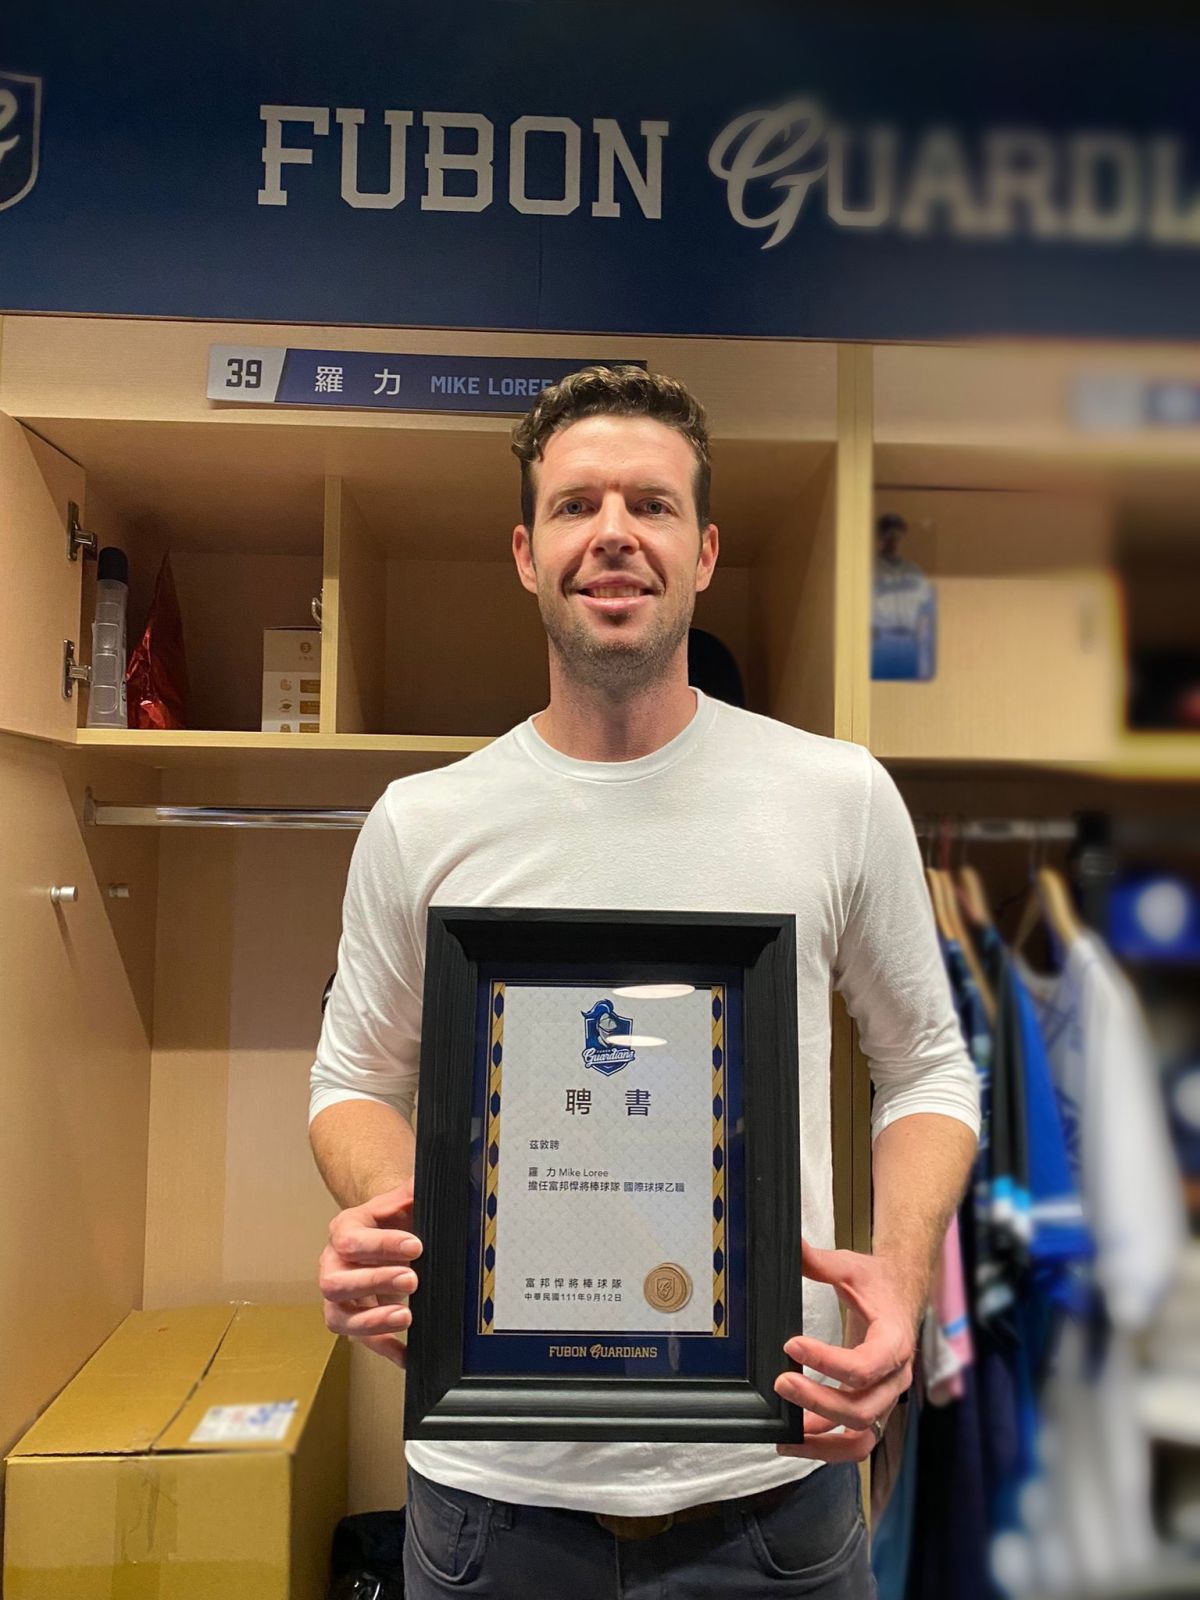 FUBON GUARDI
39 羅 力 MIKE LOREE
Guardians
聘 書
茲敦聘
羅 力 Mike Loree
擔任富邦悍將棒球隊 國際球探乙職
富邦悍將棒球隊
中華民國111年9月12日
FUBON GUARDIANS